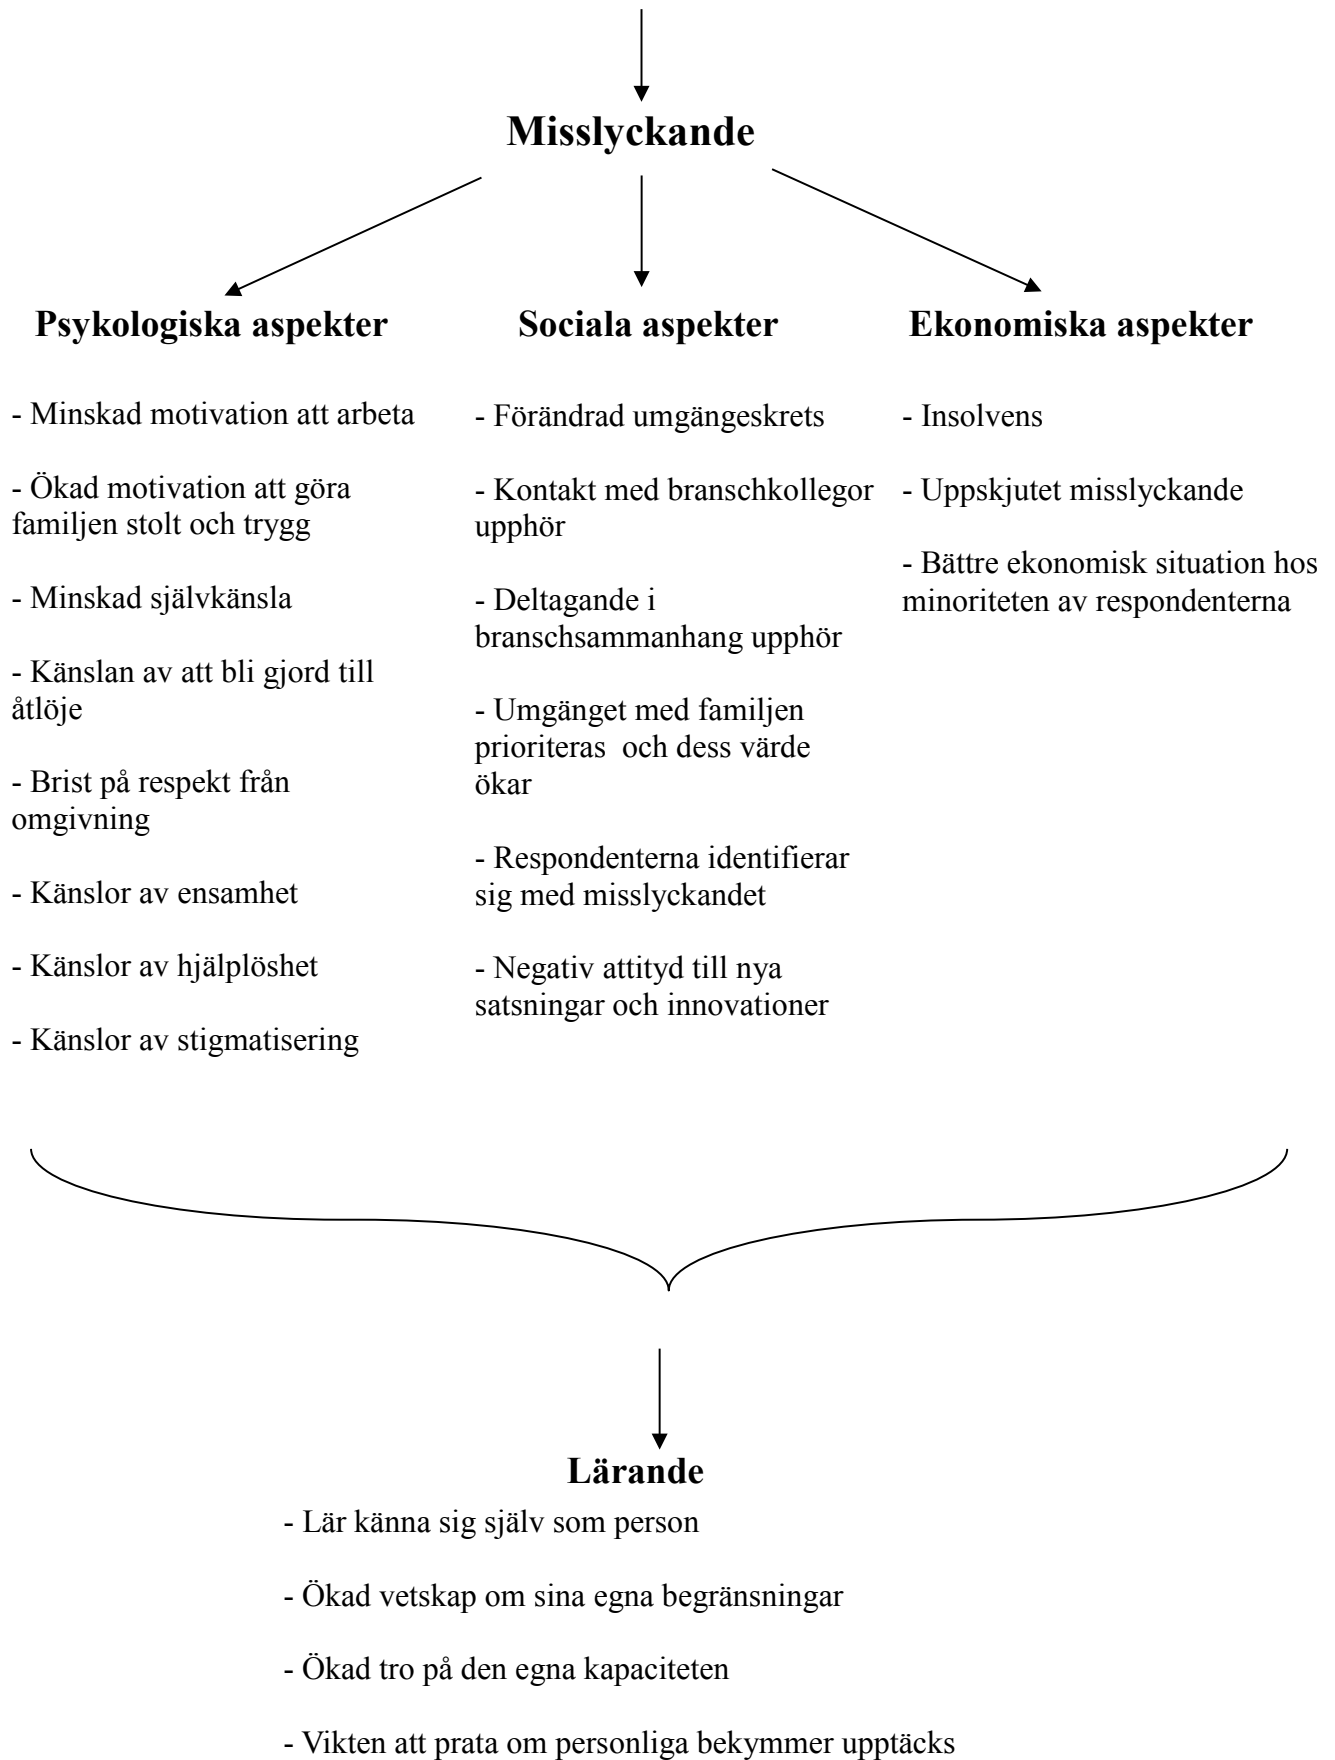 Misslyckande
Psykologiska aspekter
- Minskad motivation att arbeta
- Ökad motivation att göra
familjen stolt och trygg
- Minskad självkänsla
- Känslan av att bli gjord till
åtlöje
- Brist på respekt från
omgivning
- Känslor av ensamhet
- Känslor av hjälplöshet
- Känslor av stigmatisering
Sociala aspekter
- Förändrad umgängeskrets
- Kontakt med branschkollegor
upphör
- Deltagande i
branschsammanhang upphör
- Umgänget med familjen
prioriteras och dess värde
ökar
- Respondenterna identifierar
sig med misslyckandet
- Negativ attityd till nya
satsningar och innovationer
Ekonomiska aspekter
- Insolvens
- Uppskjutet misslyckande
- Bättre ekonomisk situation hos
minoriteten av respondenterna
Lärande
- Lär känna sig själv som person
- Ökad vetskap om sina egna begränsningar
- Ökad tro på den egna kapaciteten
- Vikten att prata om personliga bekymmer upptäcks